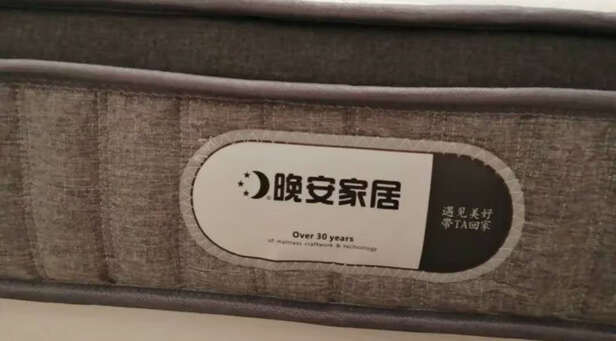 晚安家居
Over 30 years
of mattress craftwork & technology
遇见美好
带TA回家